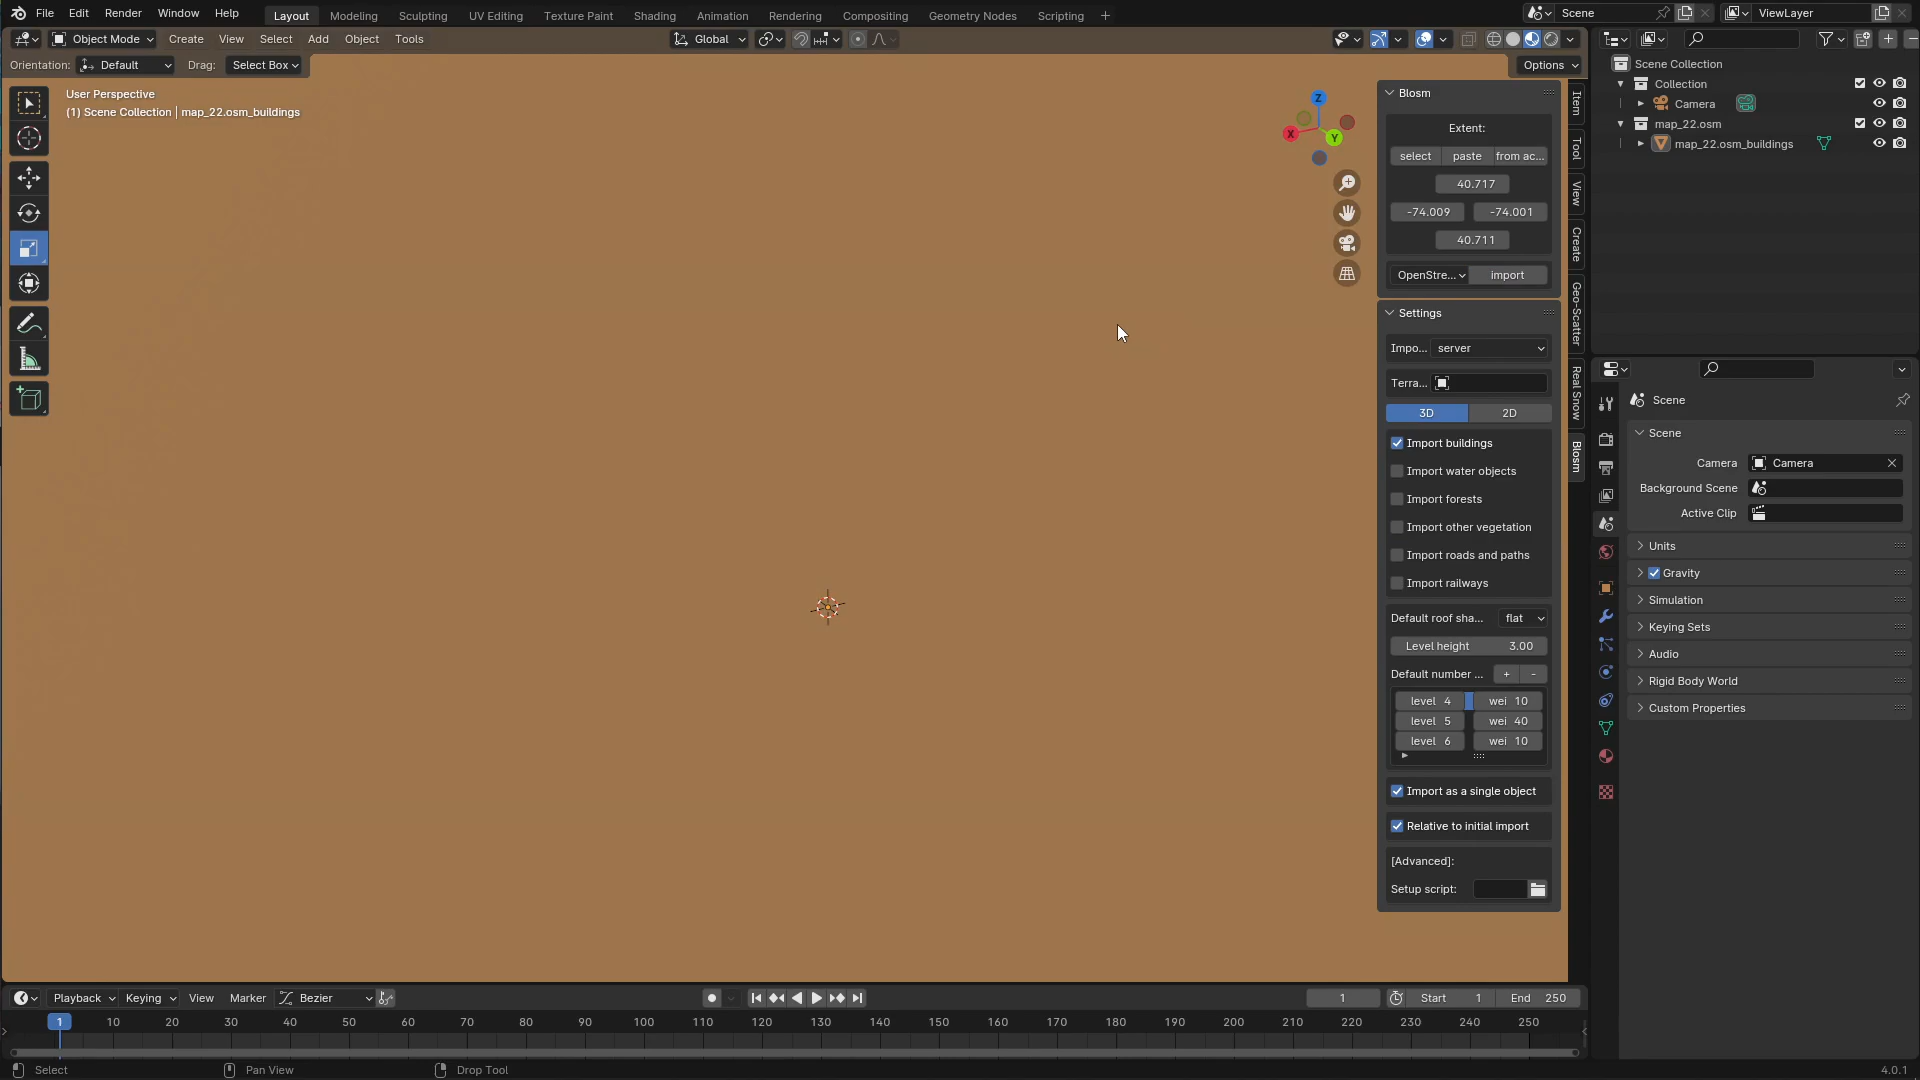 File Edit Render Window Help Layout Modeling Sculpting UV Editing Texture Paint Shading Animation Rendering Compositing Geometry Nodes Scripting + Scene ViewLayer
Object Mode Create View Select Add Object Tools Global
Orientation: Default Drag: Select Box Options
User Perspective
(1) Scene Collection | map_22.osm_buildings
Z
X
Y
Blosm
Extent:
select paste from ac...
40.717
-74.009 -74.001
40.711
OpenStre... import
Settings
Impo... server
Terra...
3D 2D
Import buildings
Import water objects
Import forests
Import other vegetation
Import roads and paths
Import railways
Default roof sha... flat
Level height 3.00
Default number ... + -
level 4 wei 10
level 5 wei 40
level 6 wei 10
Import as a single object
Relative to initial import
[Advanced]:
Setup script:
Item
Tool
View
Create
Geo-Scatter
Real Snow
Blosm
Scene Collection
Collection
Camera
map_22.osm
map_22.osm_buildings
Scene
Scene
Camera Camera
Background Scene
Active Clip
Units
Gravity
Simulation
Keying Sets
Audio
Rigid Body World
Custom Properties
Playback Keying View Marker Bezier 1 Start 1 End 250
1 10 20 30 40 50 60 70 80 90 100 110 120 130 140 150 160 170 180 190 200 210 220 230 240 250
Select Pan View Drop Tool 4.0.1